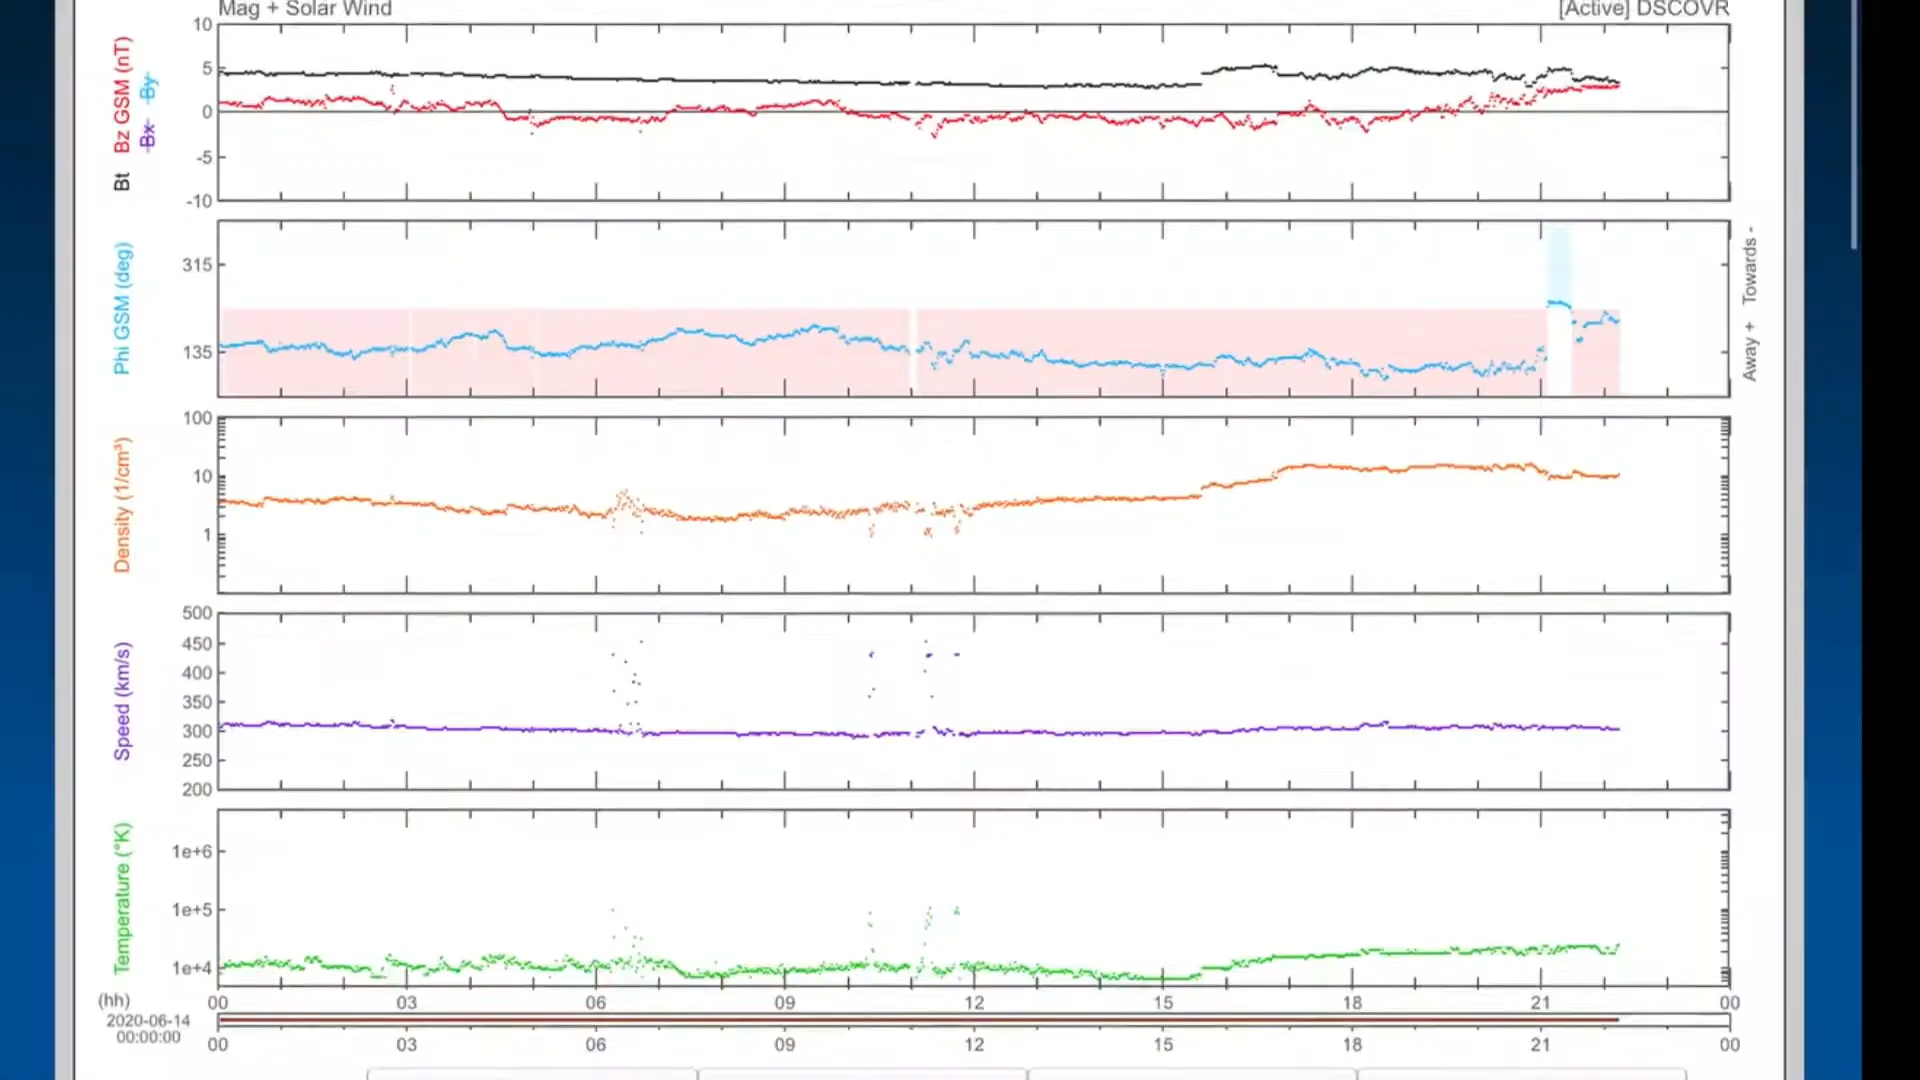 Mag + Solar Wind
[Active] DSCOVR
Bt Bz GSM (nT)
Bx By
10
5
0
-5
-10
Phi GSM (deg)
315
135
Away + Towards -
Density (1/cm³)
100
10
1
Speed (km/s)
500
450
400
350
300
250
200
Temperature (°K)
1e+6
1e+5
1e+4
(hh)
00 03 06 09 12 15 18 21 00
2020-06-14
00:00:00
00 03 06 09 12 15 18 21 00